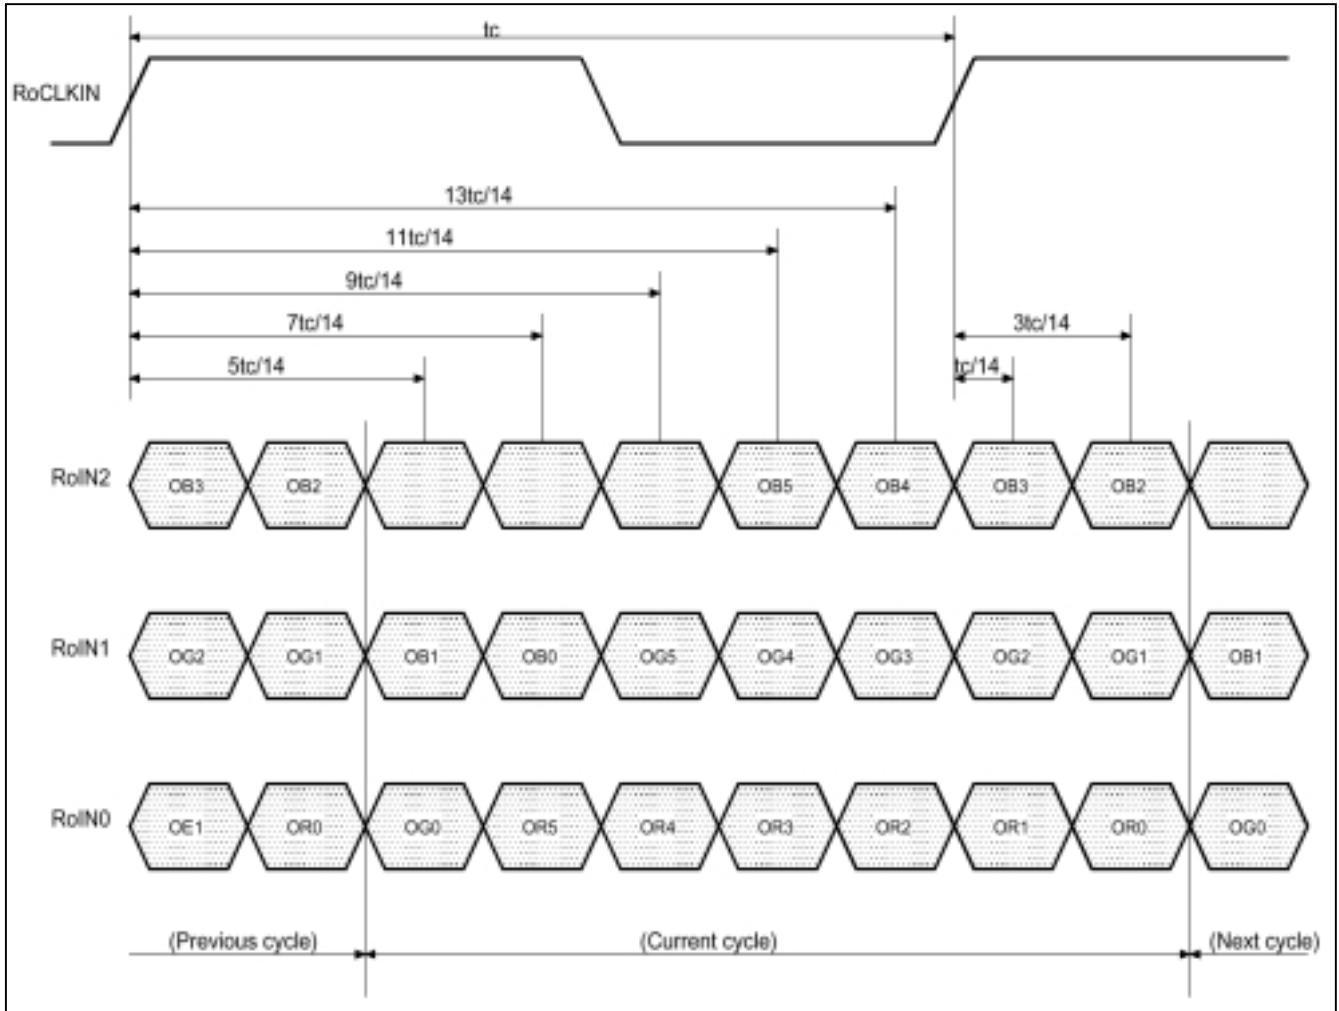 tc
RoCLKIN
13tc/14
11tc/14
9tc/14
7tc/14
3tc/14
5tc/14
tc/14
RoIN2
OB3 OB2 OB5 OB4 OB3 OB2
RoIN1
OG2 OG1 OB1 OB0 OG5 OG4 OG3 OG2 OG1 OB1
RoIN0
OE1 OR0 OG0 OR5 OR4 OR3 OR2 OR1 OR0 OG0
(Previous cycle) (Current cycle) (Next cycle)